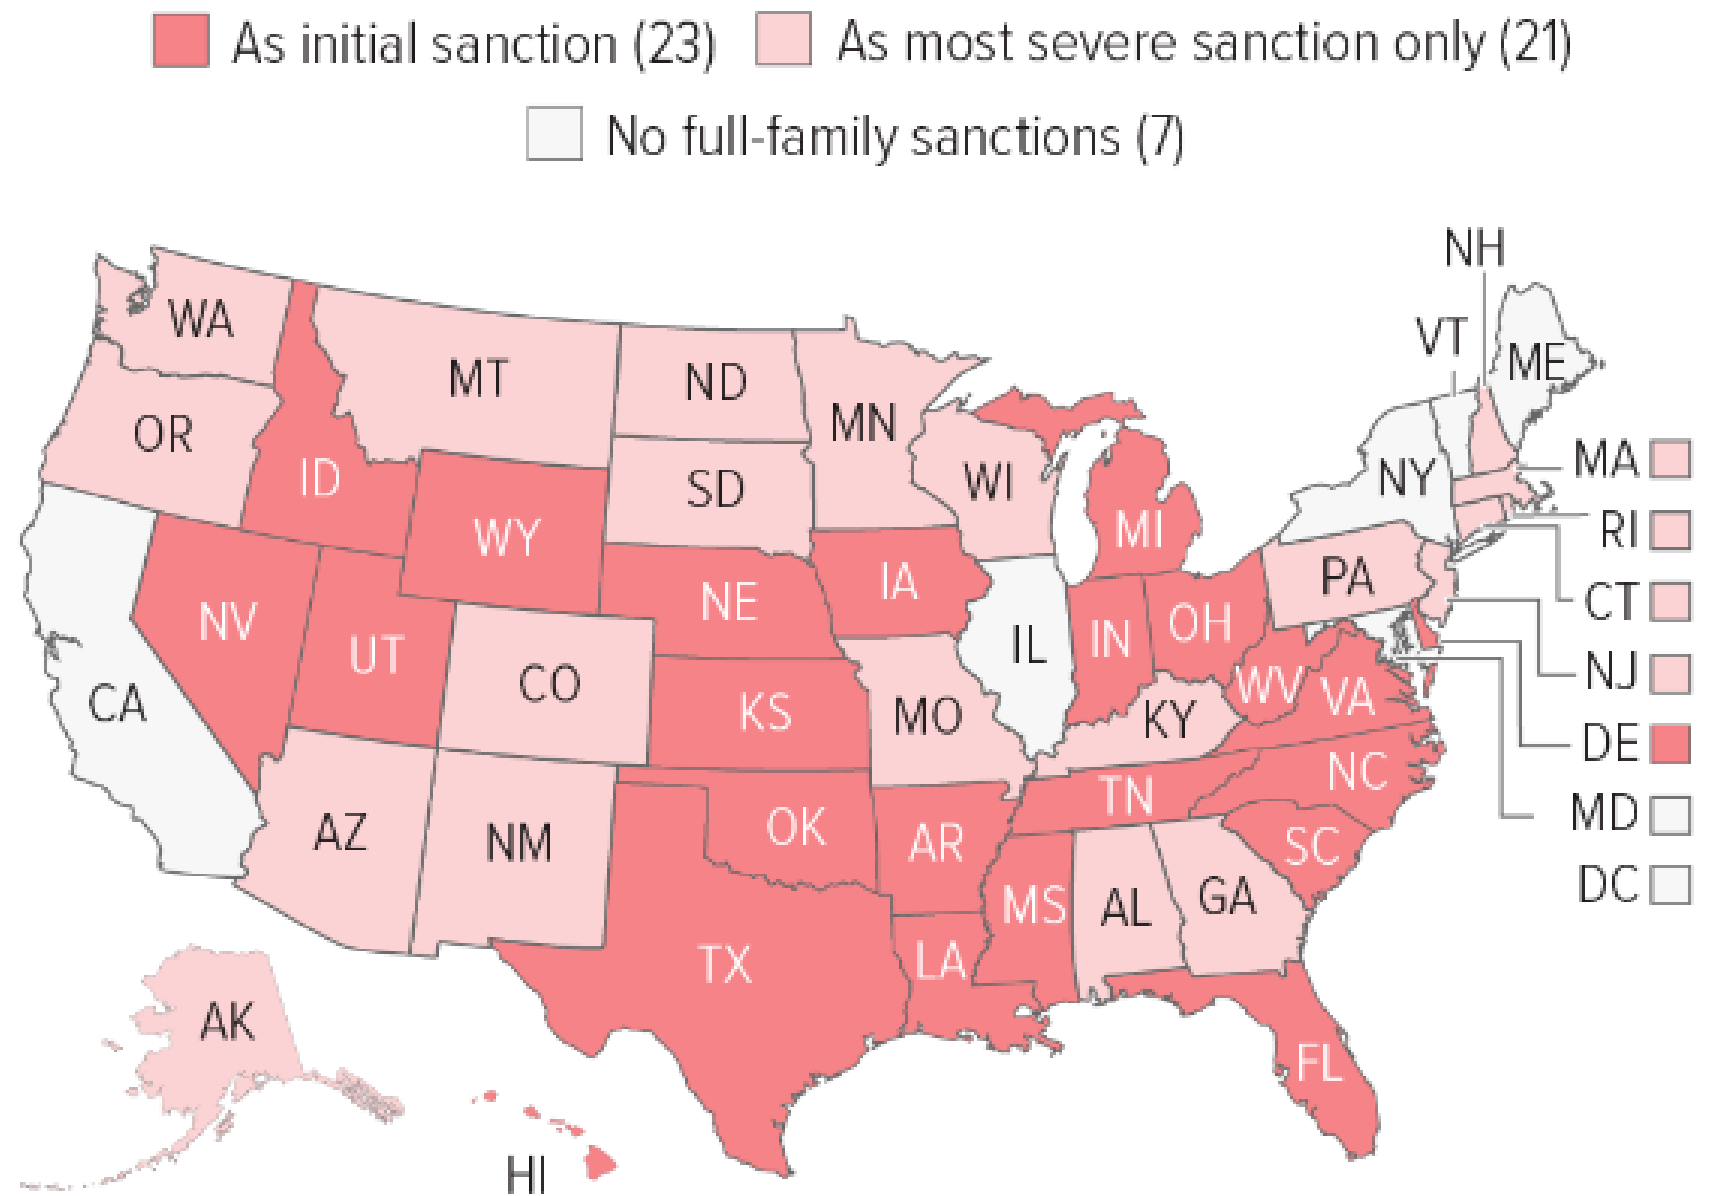 As initial sanction (23) As most severe sanction only (21)
No full-family sanctions (7)
NH
WA
VT
ME
MT
ND
MN
OR
MA
ID
SD
WI
NY
RI
WY
MI
PA
IA
CT
NE
NV
OH
UT
IN
IL
NJ
CO
WV
VA
CA
KS
MO
KY
DE
NC
TN
MD
AZ
NM
OK
AR
SC
DC
MS
AL
GA
TX
LA
AK
FL
HI